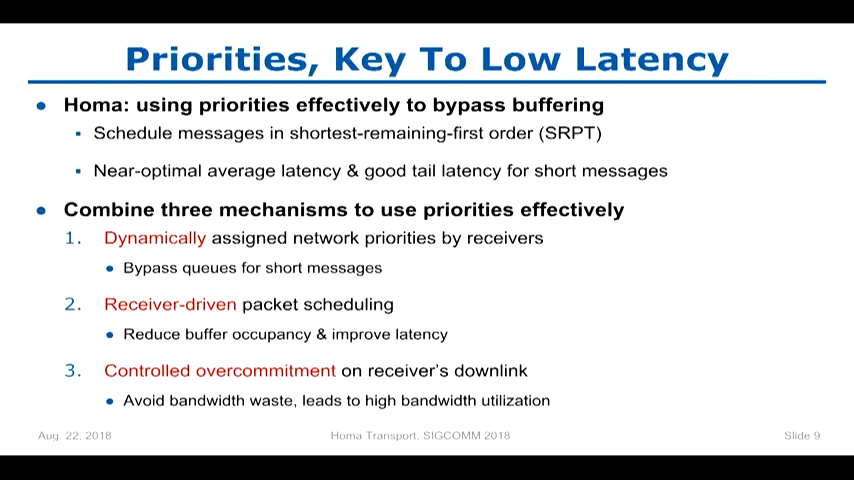 Priorities, Key To Low Latency
● Homa: using priorities effectively to bypass buffering
▪ Schedule messages in shortest-remaining-first order (SRPT)
▪ Near-optimal average latency & good tail latency for short messages
● Combine three mechanisms to use priorities effectively
1. Dynamically assigned network priorities by receivers
● Bypass queues for short messages
2. Receiver-driven packet scheduling
● Reduce buffer occupancy & improve latency
3. Controlled overcommitment on receiver's downlink
● Avoid bandwidth waste, leads to high bandwidth utilization
Aug. 22, 2018 Homa Transport, SIGCOMM 2018 Slide 9